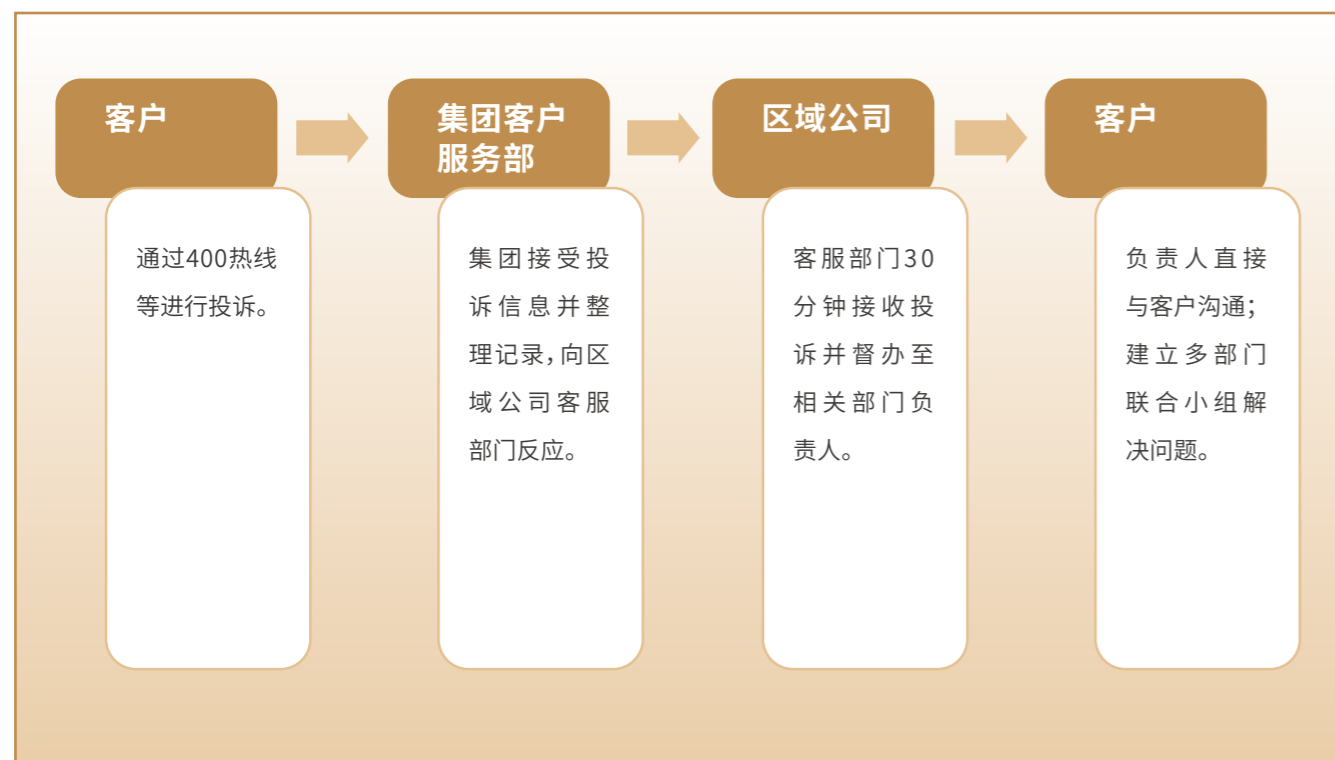 客户
通过400热线
等进行投诉。
集团客户
服务部
集团接受投
诉信息并整
理记录，向区
域公司客服
部门反应。
区域公司
客服部门30
分钟接收投
诉并督办至
相关部门负
责人。
客户
负责人直接
与客户沟通；
建立多部门
联合小组解
决问题。